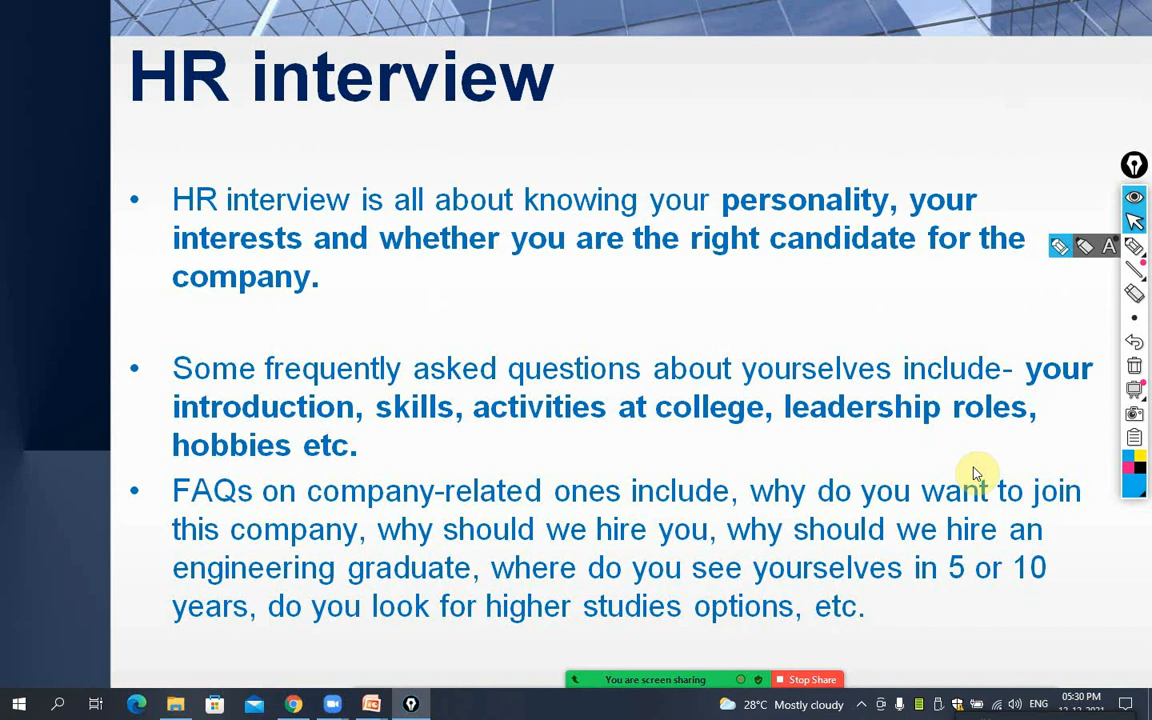 HR interview
• HR interview is all about knowing your personality, your
interests and whether you are the right candidate for the
company.
• Some frequently asked questions about yourselves include- your
introduction, skills, activities at college, leadership roles,
hobbies etc.
• FAQs on company-related ones include, why do you want to join
this company, why should we hire you, why should we hire an
engineering graduate, where do you see yourselves in 5 or 10
years, do you look for higher studies options, etc.
A
You are screen sharing
Stop Share
28°C Mostly cloudy
ENG
05:30 PM